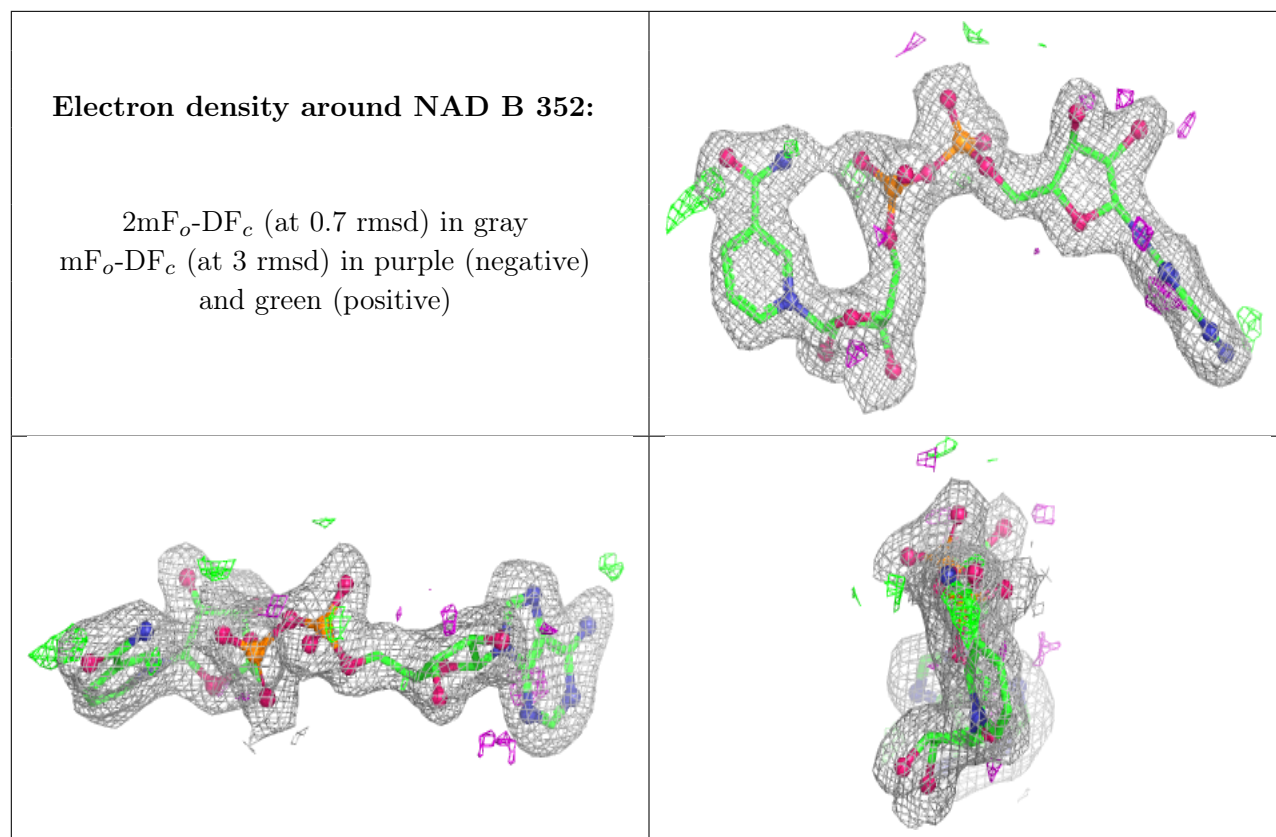 Electron density around NAD B 352:
2mFo-DFc (at 0.7 rmsd) in gray
mFo-DFc (at 3 rmsd) in purple (negative)
and green (positive)